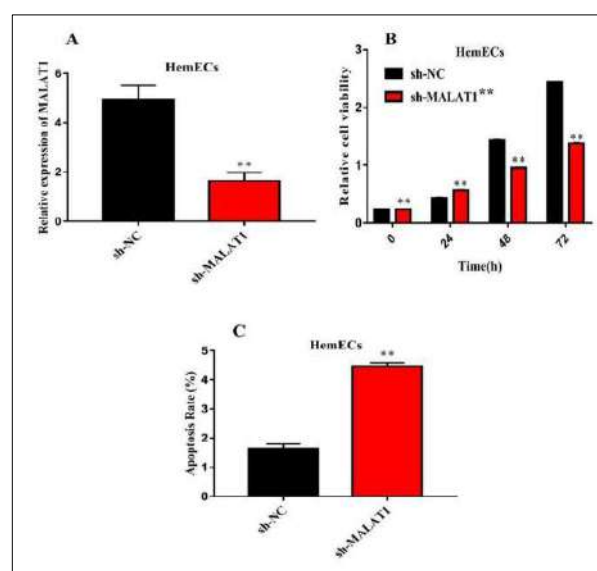 A
HemECs
Relative expression of MALAT1
6
4
2
0
**
sh-NC
sh-MALAT1
B
HemECs
sh-NC
sh-MALAT1**
Relative cell viability
3
2
1
0
**
**
**
**
0
24
48
72
Time(h)
C
HemECs
Apoptosis Rate (%)
5
4
3
2
1
0
**
sh-NC
sh-MALAT1